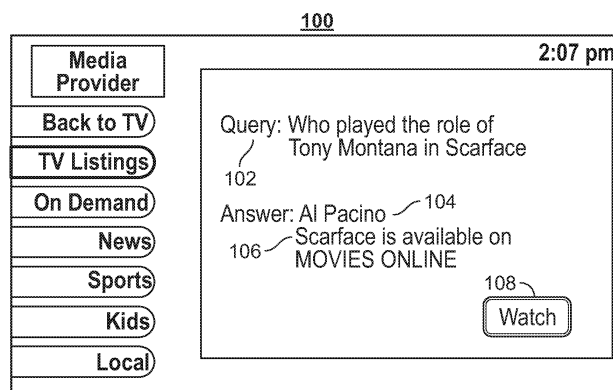 100
2:07 pm
Media
Provider
Back to TV
TV Listings
On Demand
News
Sports
Kids
Local
Query: Who played the role of
Tony Montana in Scarface
102
Answer: Al Pacino 104
106 Scarface is available on
MOVIES ONLINE
108
Watch